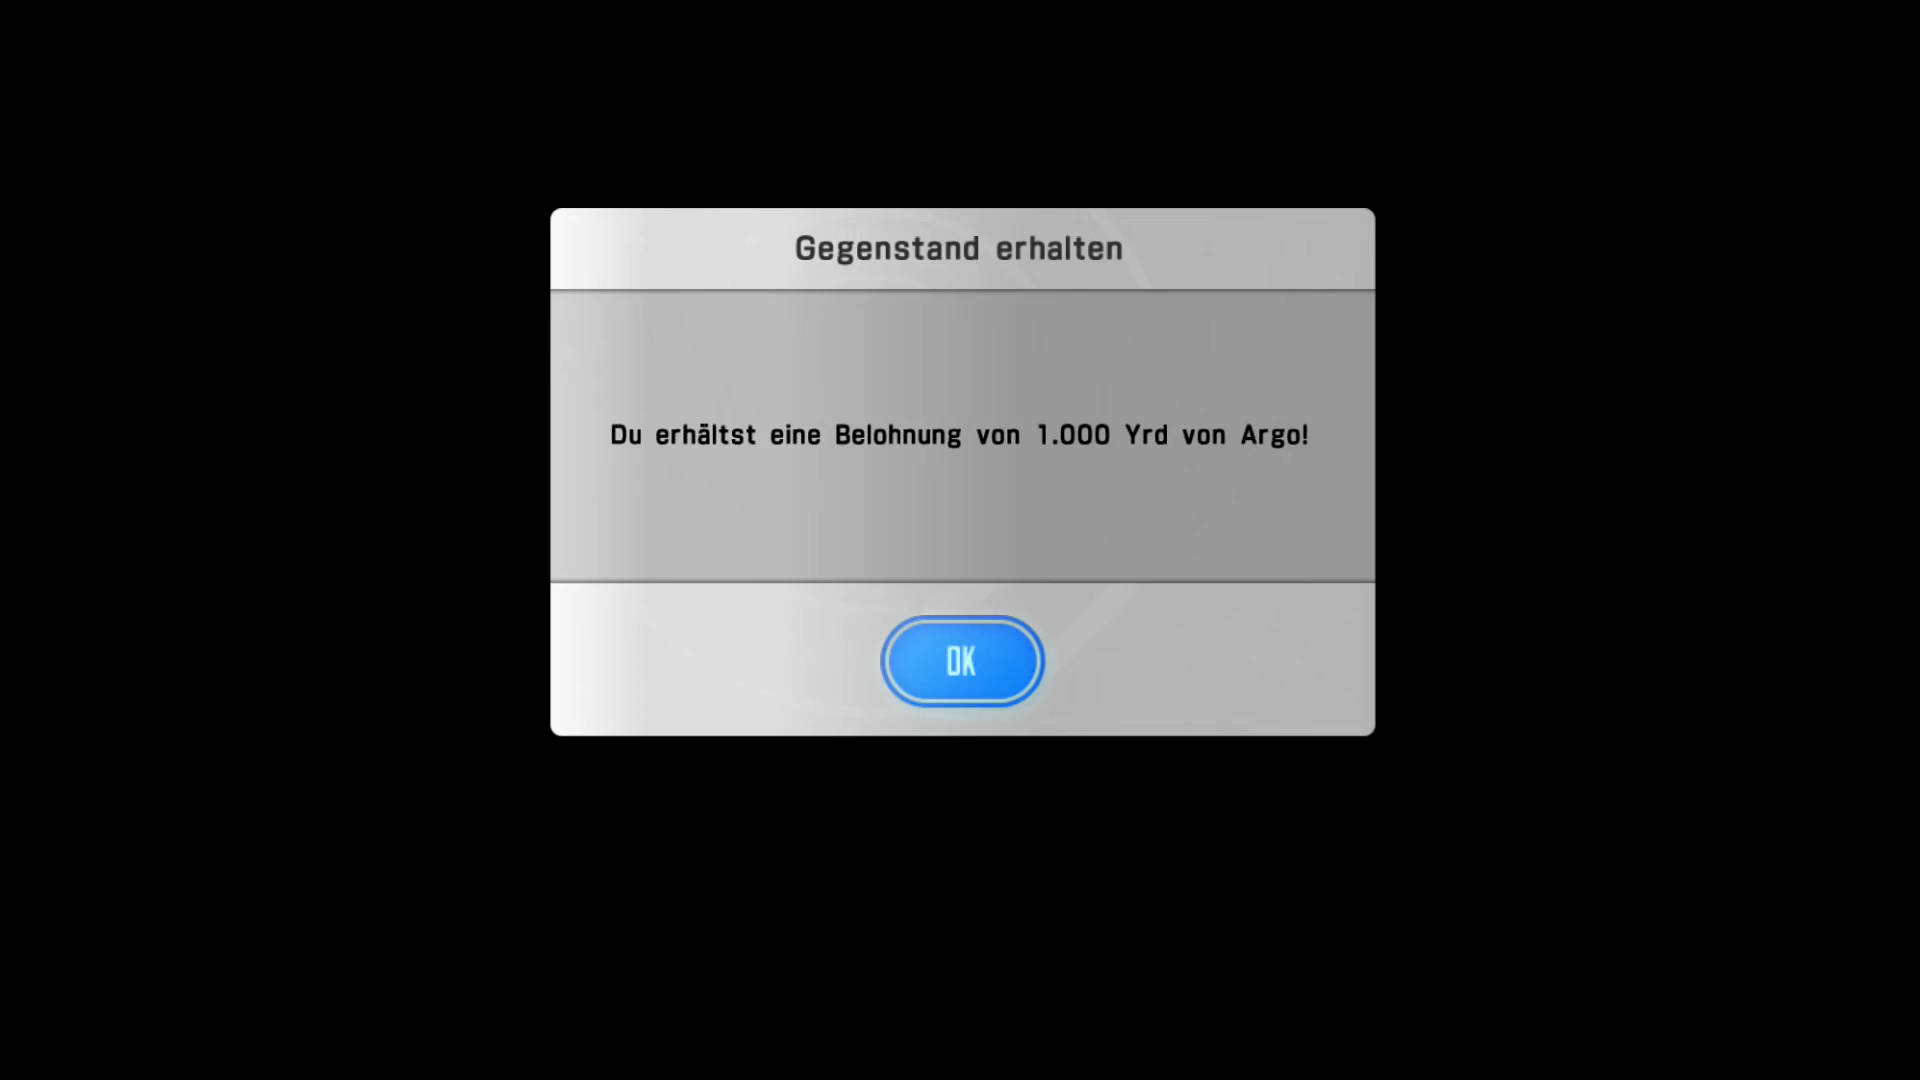 Gegenstand erhalten
Du erhältst eine Belohnung von 1.000 Yrd von Argo!
OK